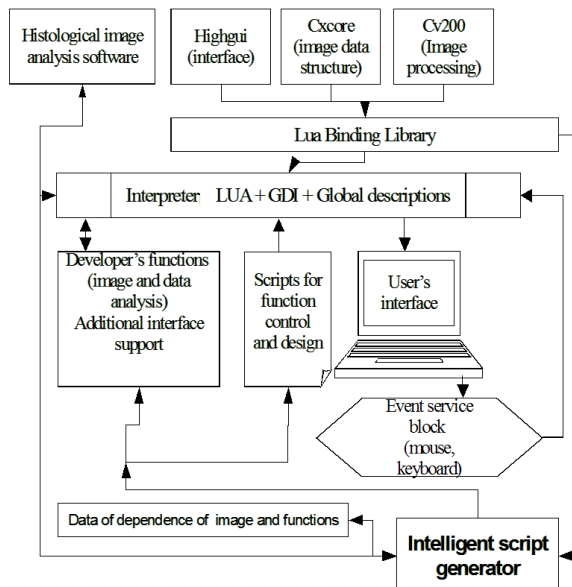 Histological image
analysis software
Highgui
(interface)
Cxcore
(image data
structure)
Cv200
(Image
processing)
Lua Binding Library
Interpreter LUA + GDI + Global descriptions
Developer's functions
(image and data
analysis)
Additional interface
support
Scripts for
function
control
and design
User's
interface
Event service
block
(mouse,
keyboard)
Data of dependence of image and functions
Intelligent script
generator